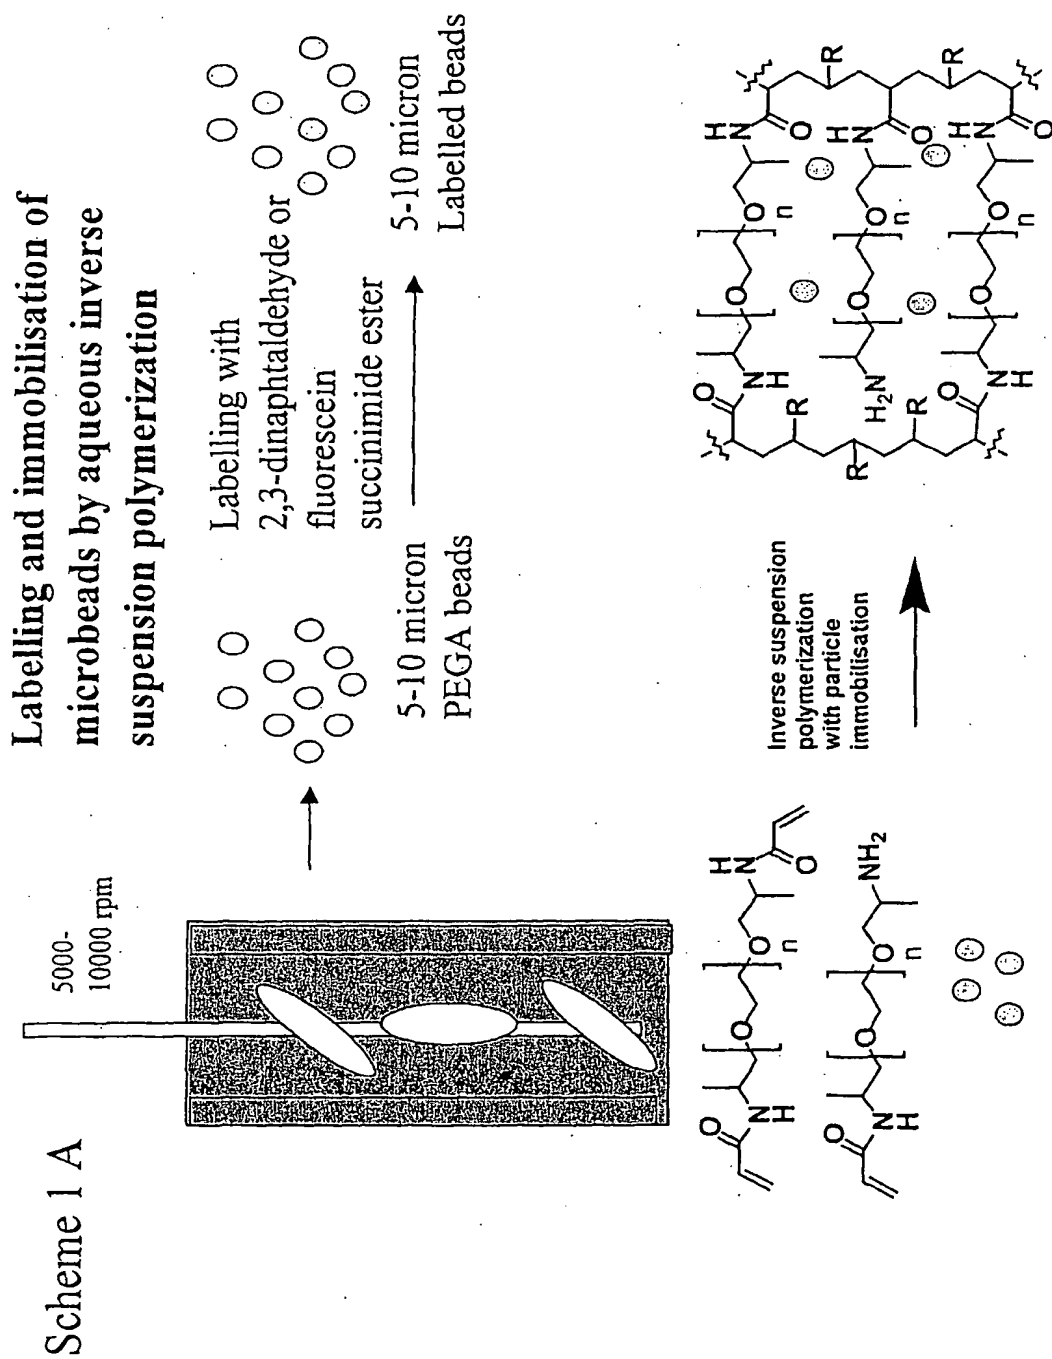 Scheme 1 A
Labelling and immobilisation of
microbeads by aqueous inverse
suspension polymerization
5000-
10000 rpm
5-10 micron
PEGA beads
Labelling with
2,3-dinaphtaldehyde or
fluorescein
succinimide ester
5-10 micron
Labelled beads
O
N
H
O
O
n
H
N
O
O
N
H
O
O
n
NH2
Inverse suspension
polymerization
with particle
immobilisation
O
N
H
O
O
n
H
N
O
R
R
R
H2N
O
O
n
H
N
O
R
R
O
N
H
O
O
n
H
N
O